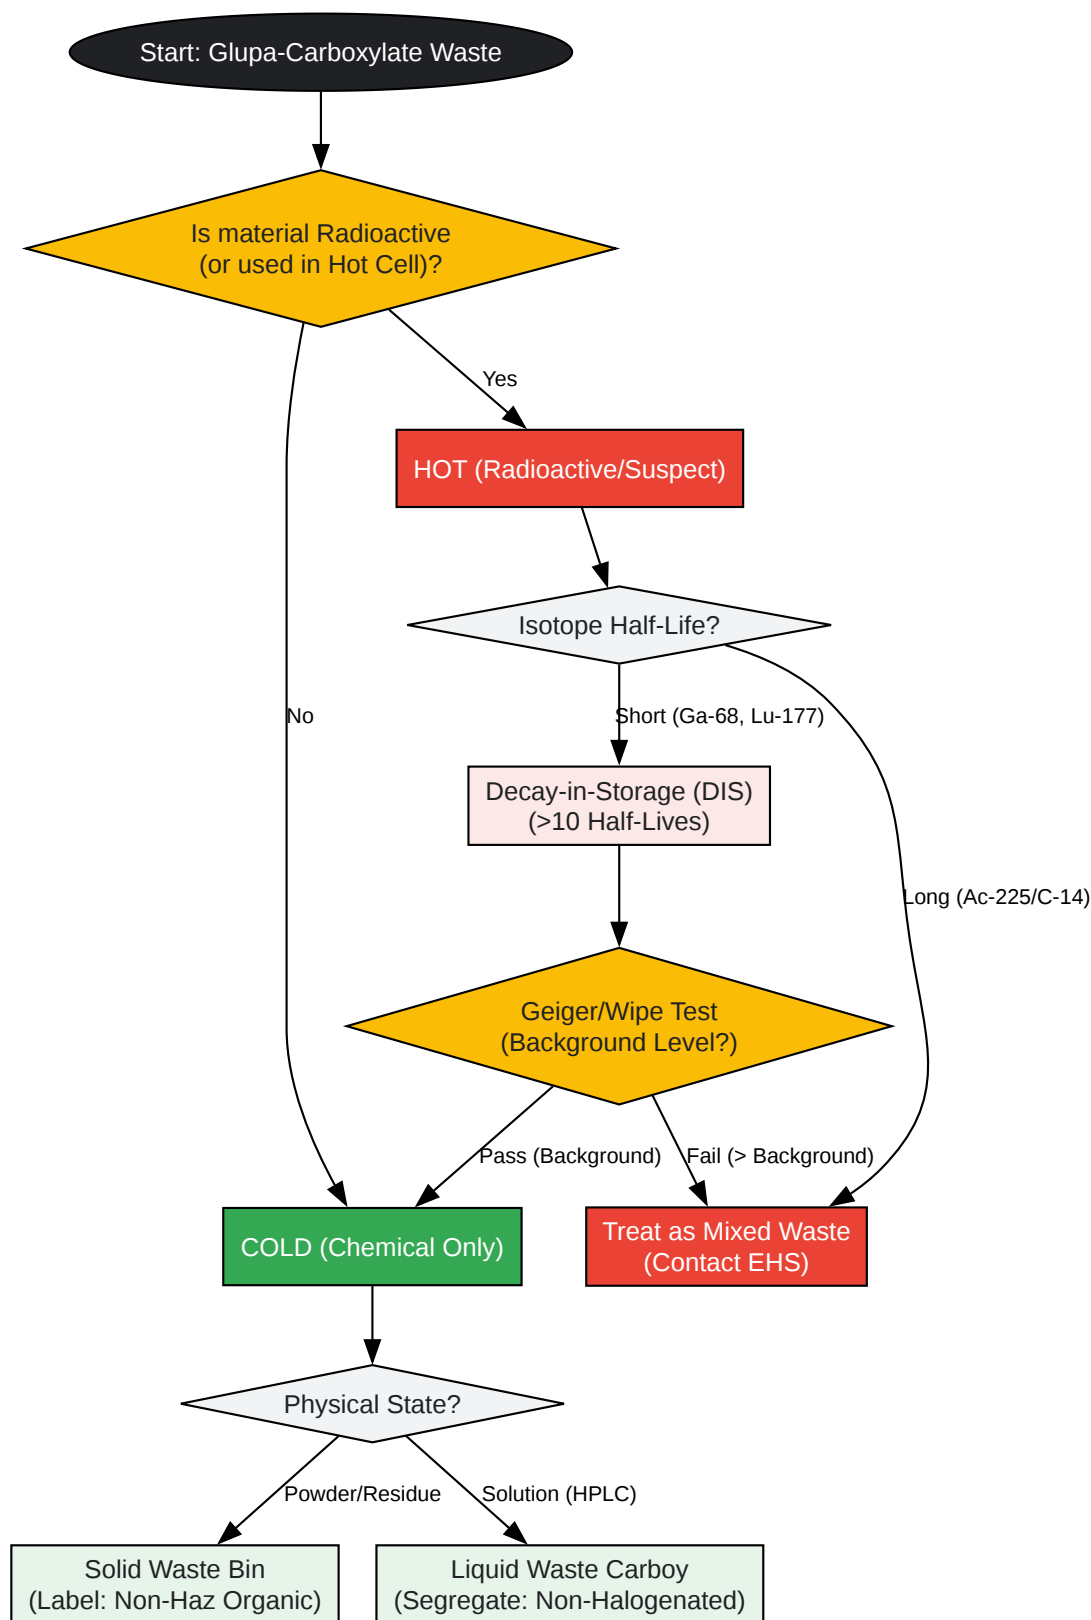 Start: Glupa-Carboxylate Waste
Is material Radioactive
(or used in Hot Cell)?
Yes
HOT (Radioactive/Suspect)
Isotope Half-Life?
No
Short (Ga-68, Lu-177)
Decay-in-Storage (DIS)
(>10 Half-Lives)
Long (Ac-225/C-14)
Geiger/Wipe Test
(Background Level?)
Pass (Background)
Fail (> Background)
COLD (Chemical Only)
Treat as Mixed Waste
(Contact EHS)
Physical State?
Powder/Residue
Solution (HPLC)
Solid Waste Bin
(Label: Non-Haz Organic)
Liquid Waste Carboy
(Segregate: Non-Halogenated)